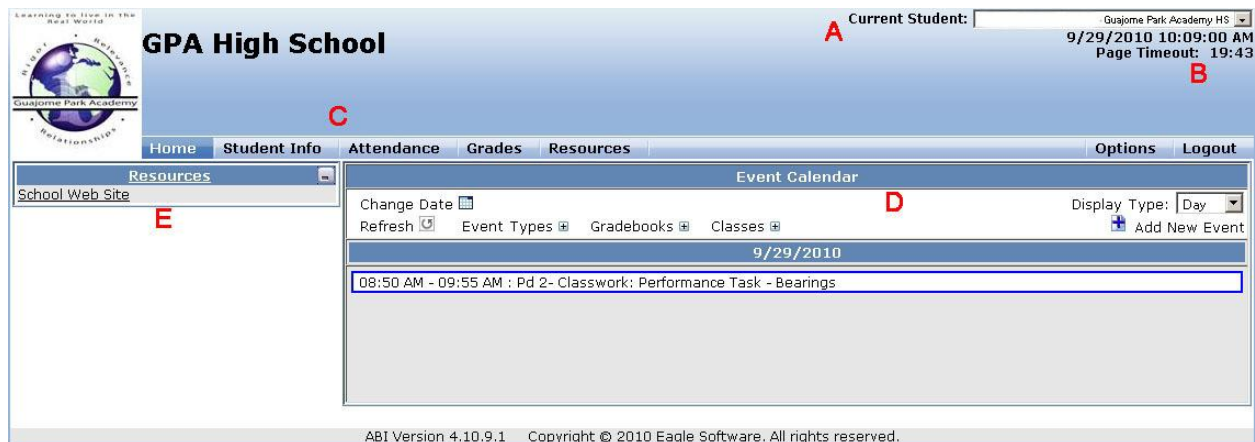 Learning to live in the
Real World
Rigor
Relevance
Guajome Park Academy
Relationships
GPA High School
Current Student:
- Guajome Park Academy HS
A
9/29/2010 10:09:00 AM
Page Timeout: 19:43
B
C
Home Student Info Attendance Grades Resources Options Logout
Resources
School Web Site
E
Event Calendar
Change Date
D
Display Type: Day
Refresh Event Types Gradebooks Classes Add New Event
9/29/2010
08:50 AM - 09:55 AM : Pd 2- Classwork: Performance Task - Bearings
ABI Version 4.10.9.1 Copyright © 2010 Eagle Software. All rights reserved.